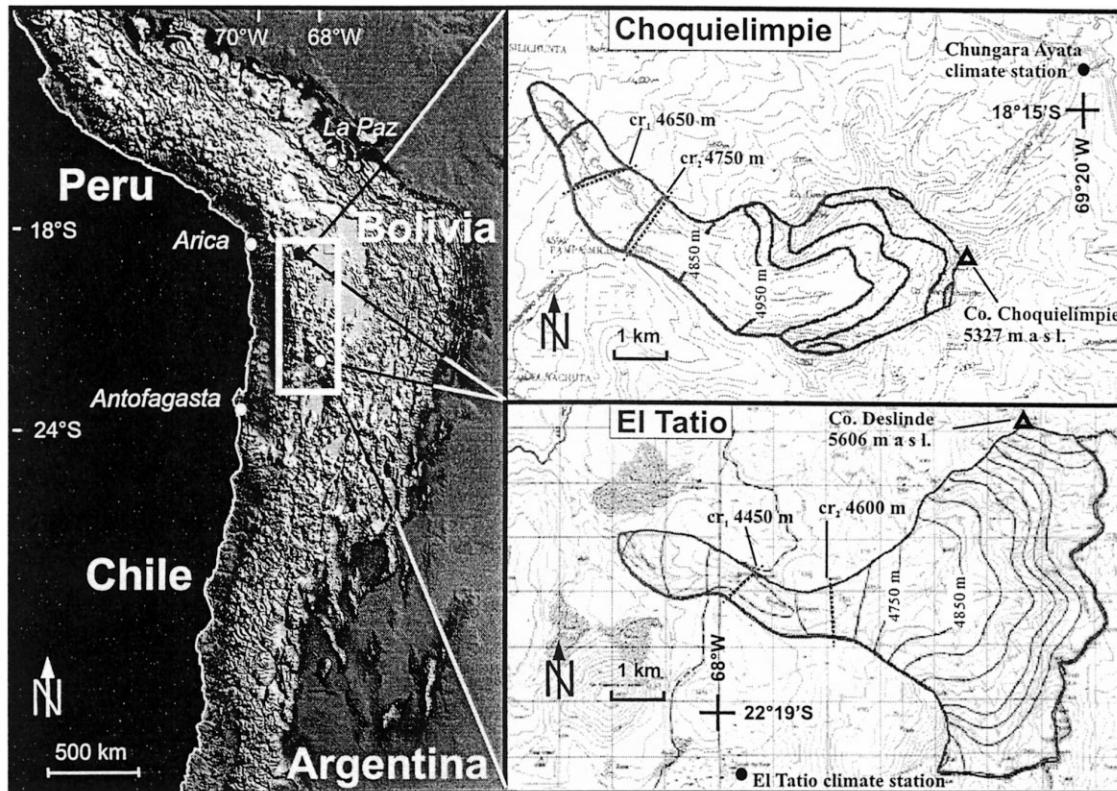 70°W
68°W
La Paz
Peru
Bolivia
18°S
Arica
Antofagasta
24°S
Chile
N
500 km
Argentina
Choquielimpie
Chungara Ayata
climate station
18°15'S
69°20'W
cr₁ 4650 m
cr₂ 4750 m
4850 m
4950 m
N
1 km
Co. Choquielimpie
5327 m a s l.
El Tatio
Co. Deslinde
5606 m a s l.
cr₁ 4450 m
cr₂ 4600 m
4750 m
4850 m
N
1 km
68°W
22°19'S
El Tatio climate station